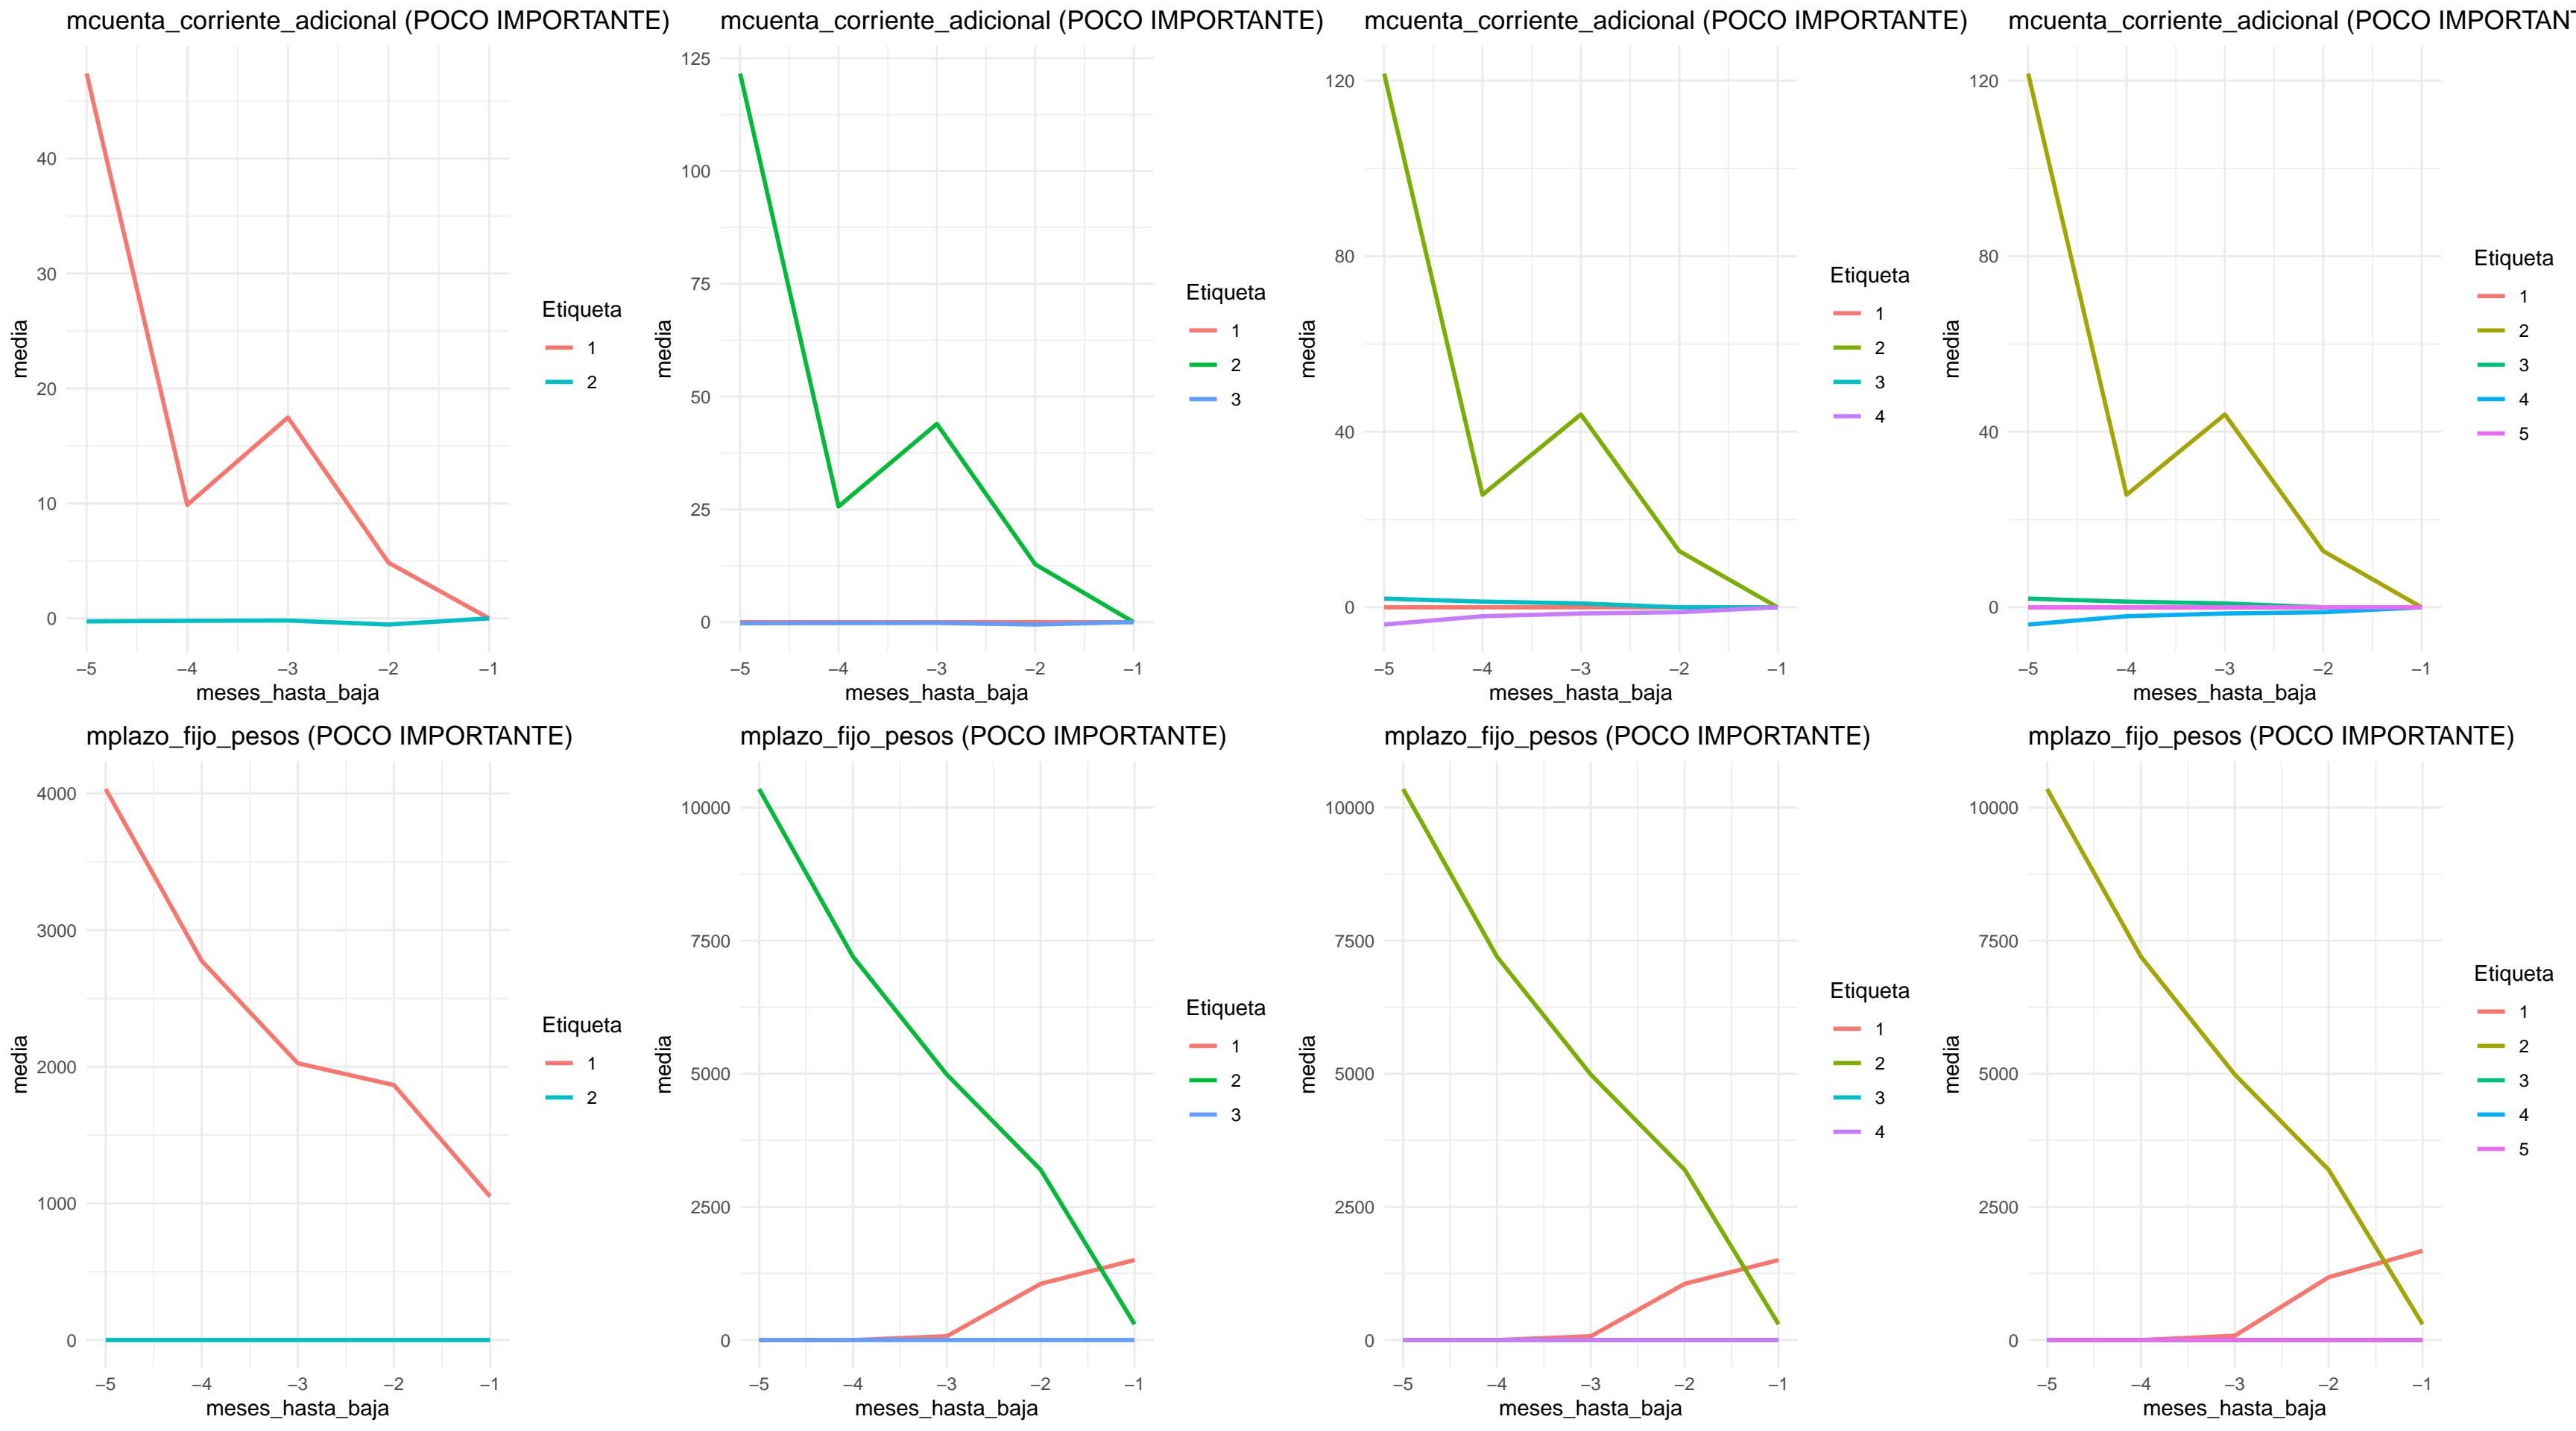 mcuenta_corriente_adicional (POCO IMPORTANTE)
media
40
30
20
10
0
−5 −4 −3 −2 −1
meses_hasta_baja
Etiqueta
1
2
mcuenta_corriente_adicional (POCO IMPORTANTE)
media
125
100
75
50
25
0
−5 −4 −3 −2 −1
meses_hasta_baja
Etiqueta
1
2
3
mcuenta_corriente_adicional (POCO IMPORTANTE)
media
120
80
40
0
−5 −4 −3 −2 −1
meses_hasta_baja
Etiqueta
1
2
3
4
mcuenta_corriente_adicional (POCO IMPORTANT
media
120
80
40
0
−5 −4 −3 −2 −1
meses_hasta_baja
Etiqueta
1
2
3
4
5
mplazo_fijo_pesos (POCO IMPORTANTE)
media
4000
3000
2000
1000
0
−5 −4 −3 −2 −1
meses_hasta_baja
Etiqueta
1
2
mplazo_fijo_pesos (POCO IMPORTANTE)
media
10000
7500
5000
2500
0
−5 −4 −3 −2 −1
meses_hasta_baja
Etiqueta
1
2
3
mplazo_fijo_pesos (POCO IMPORTANTE)
media
10000
7500
5000
2500
0
−5 −4 −3 −2 −1
meses_hasta_baja
Etiqueta
1
2
3
4
mplazo_fijo_pesos (POCO IMPORTANTE)
media
10000
7500
5000
2500
0
−5 −4 −3 −2 −1
meses_hasta_baja
Etiqueta
1
2
3
4
5